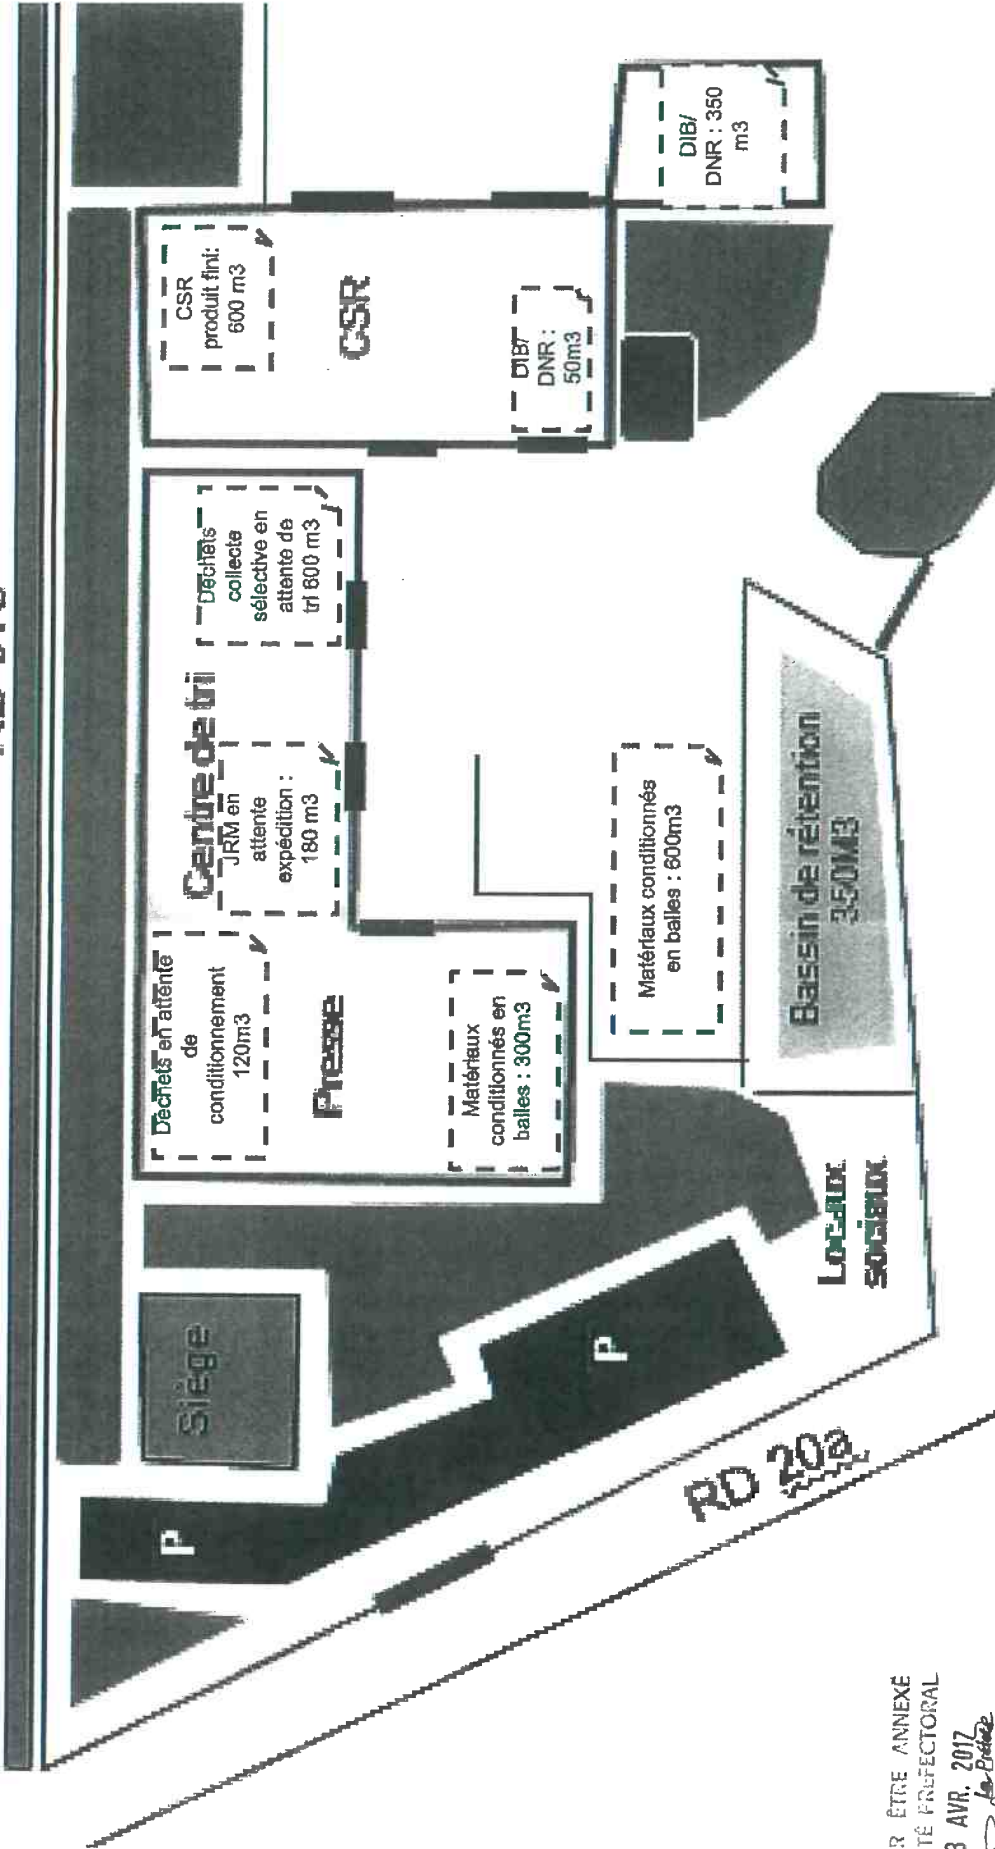 Déchets en attente
de
conditionnement
120m3
Centre de tri
JRM en
attente
expédition :
180 m3
Déchets
collecte
sélective en
attente de
tri 600 m3
CSR
produit fini:
600 m3
CSR
DIB/
DNR :
50m3
DIB/
DNR : 350
m3
Siège
Presse
Matériaux
conditionnés en
balles : 300m3
Matériaux conditionnés
en balles : 600m3
Bassin de rétention
350M3
P
P
Locaux
sociaux
RD 20a
R ÊTRE ANNEXÉ
TÉ PRÉFECTORAL
3 AVR. 2017